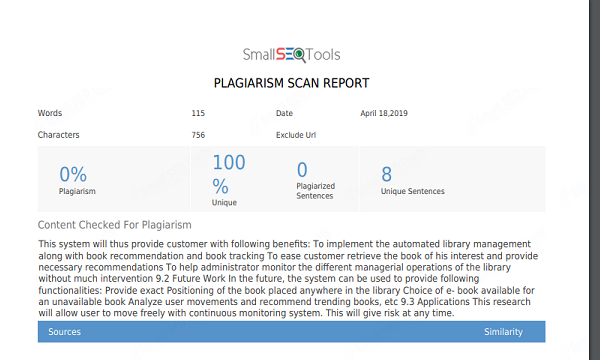 SmallSEOTools
PLAGIARISM SCAN REPORT
Words 115 Date April 18,2019
Characters 756 Exclude Url
0%
Plagiarism
100
%
Unique
0
Plagiarized
Sentences
8
Unique Sentences
Content Checked For Plagiarism
This system will thus provide customer with following benefits: To implement the automated library management
along with book recommendation and book tracking To ease customer retrieve the book of his interest and provide
necessary recommendations To help administrator monitor the different managerial operations of the library
without much intervention 9.2 Future Work In the future, the system can be used to provide following
functionalities: Provide exact Positioning of the book placed anywhere in the library Choice of e- book available for
an unavailable book Analyze user movements and recommend trending books, etc 9.3 Applications This research
will allow user to move freely with continuous monitoring system. This will give risk at any time.
Sources Similarity